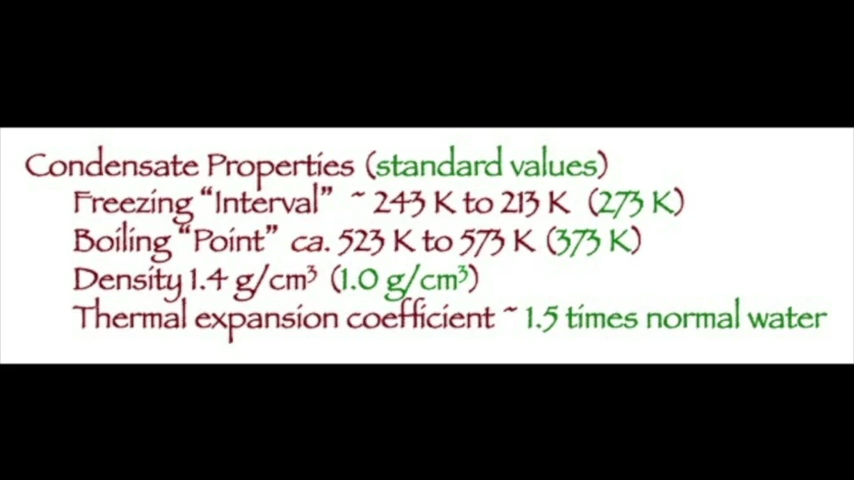 Condensate Properties (standard values)
Freezing “Interval” ~ 243 K to 213 K (273 K)
Boiling “Point” ca. 523 K to 573 K (373 K)
Density 1.4 g/cm³ (1.0 g/cm³)
Thermal expansion coefficient ~ 1.5 times normal water